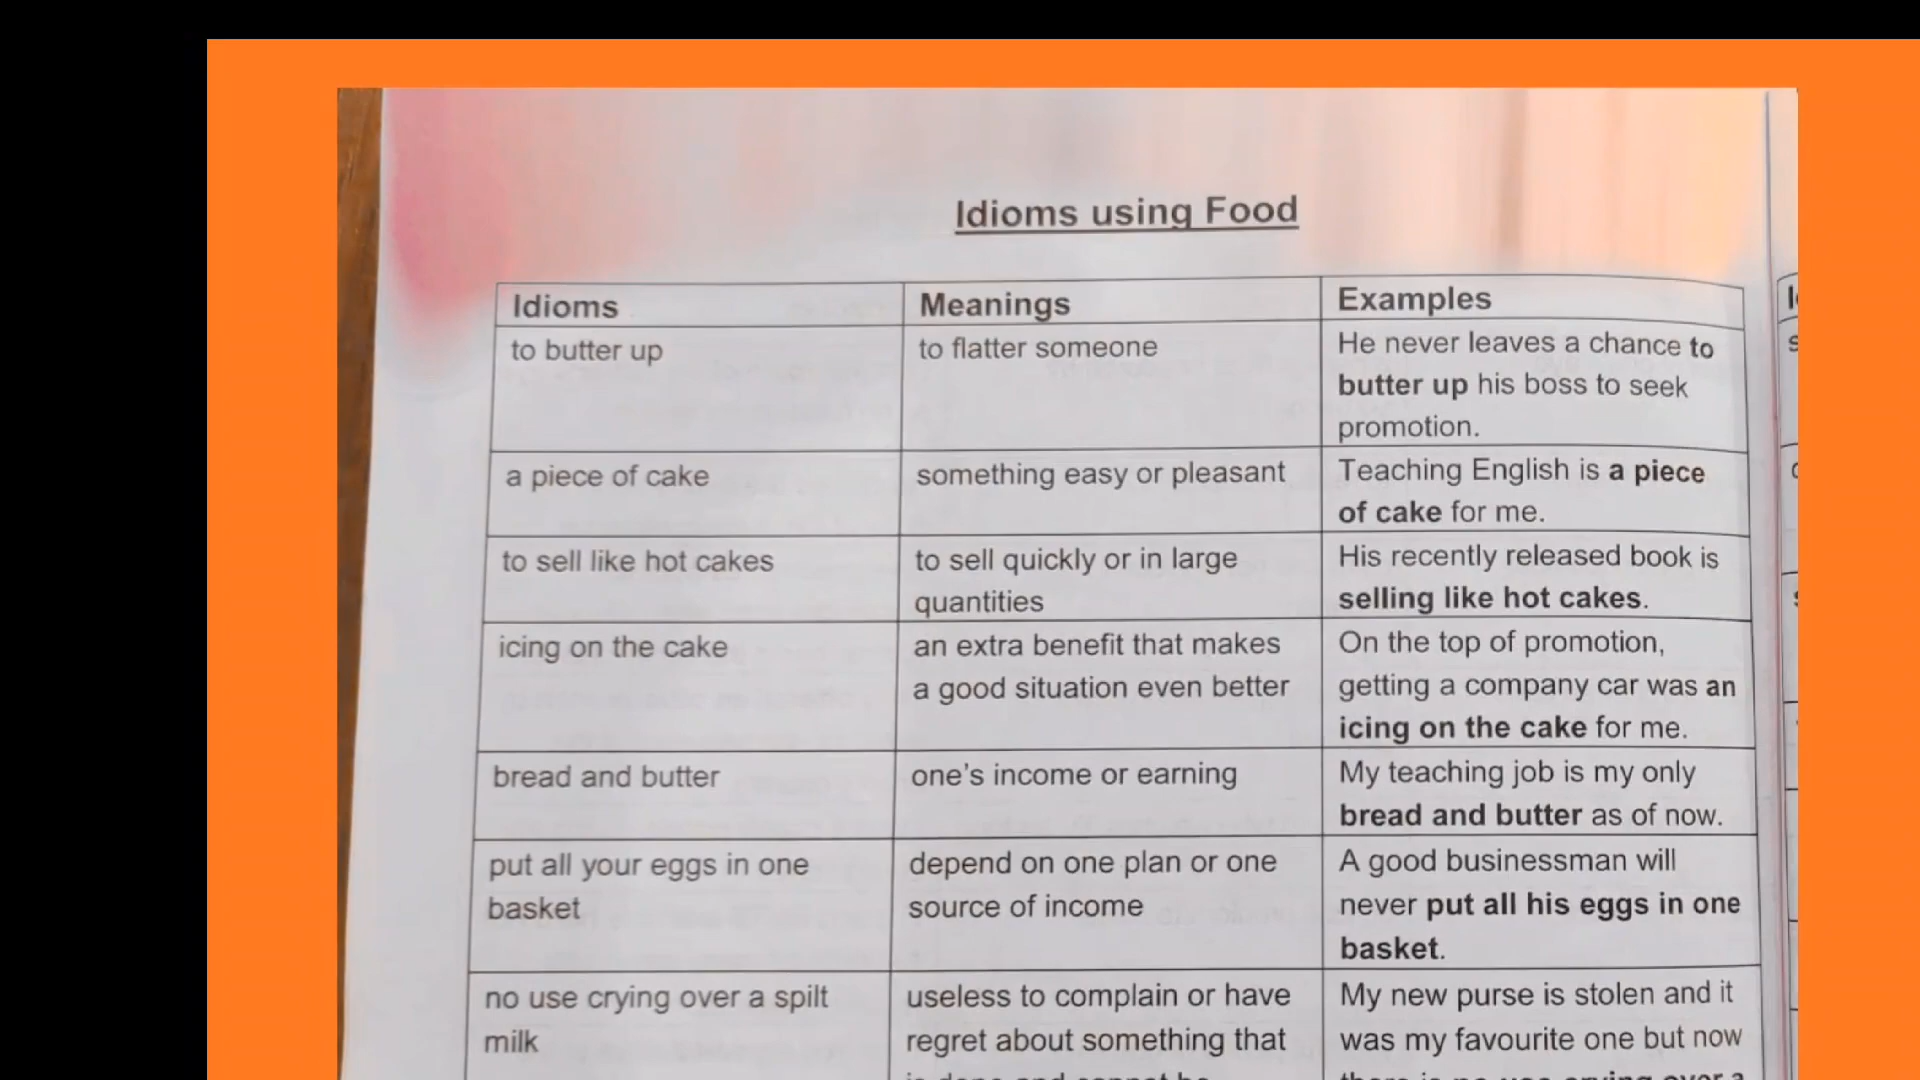 Idioms using Food
Idioms Meanings Examples
to butter up to flatter someone He never leaves a chance to
butter up his boss to seek
promotion.
a piece of cake something easy or pleasant Teaching English is a piece
of cake for me.
to sell like hot cakes to sell quickly or in large His recently released book is
quantities selling like hot cakes.
icing on the cake an extra benefit that makes On the top of promotion,
a good situation even better getting a company car was an
icing on the cake for me.
bread and butter one's income or earning My teaching job is my only
bread and butter as of now.
put all your eggs in one depend on one plan or one A good businessman will
basket source of income never put all his eggs in one
basket.
no use crying over a spilt useless to complain or have My new purse is stolen and it
milk regret about something that was my favourite one but now